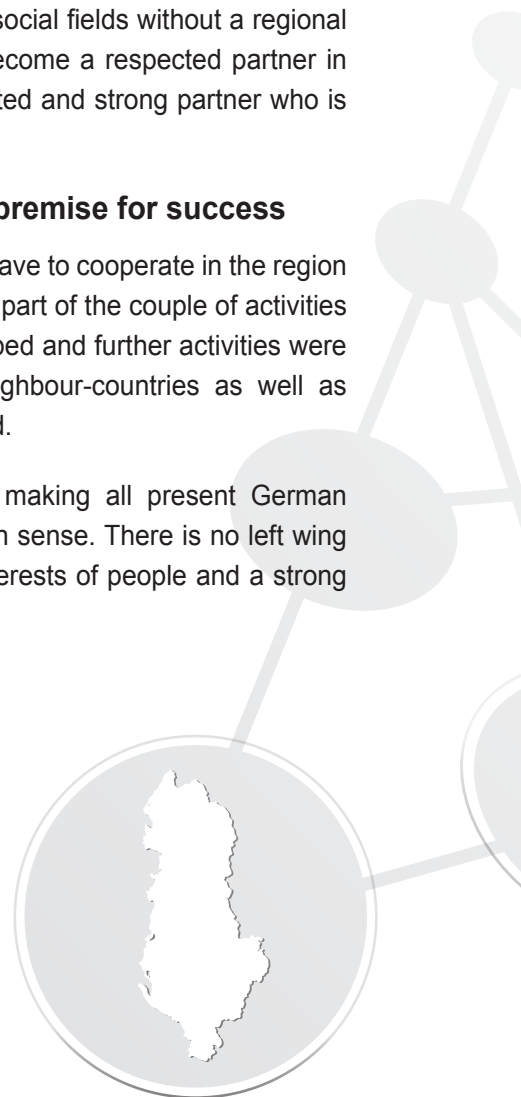 social fields without a regional
ecome a respected partner in
ted and strong partner who is
premise for success
ave to cooperate in the region
part of the couple of activities
ped and further activities were
ighbour-countries as well as
d.
making all present German
n sense. There is no left wing
erests of people and a strong